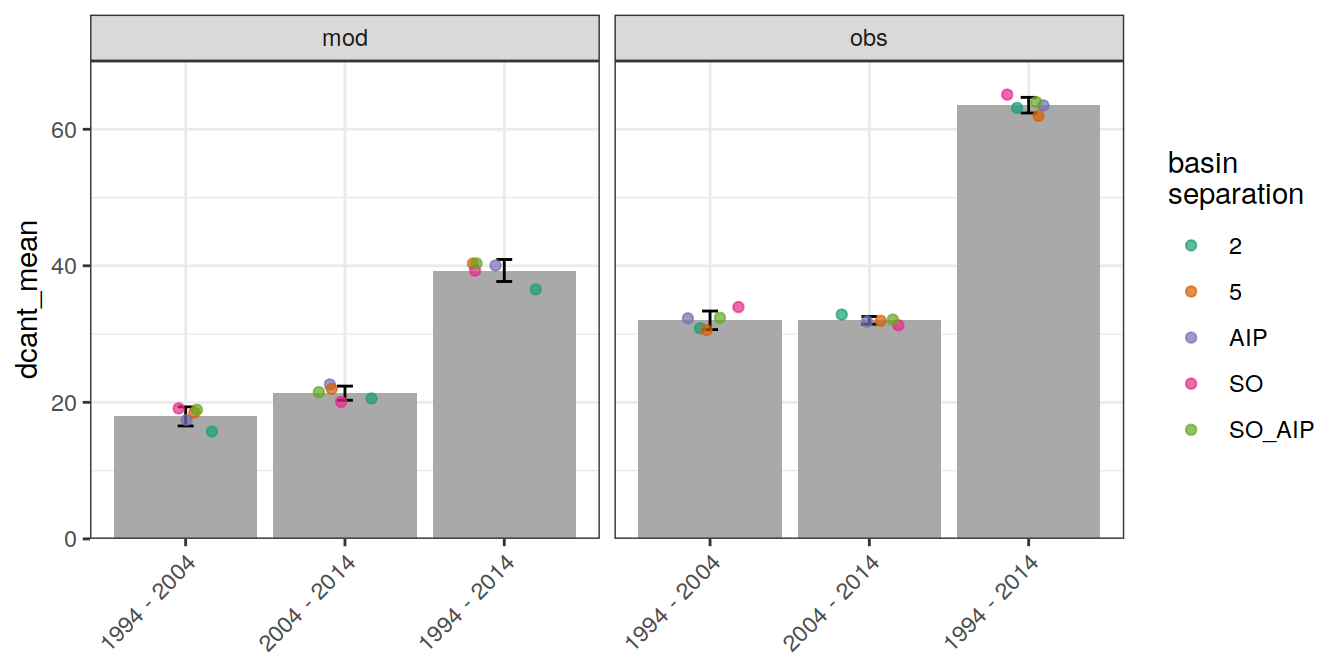 mod
obs
dcant_mean
60
40
20
0
1994 - 2004
2004 - 2014
1994 - 2014
1994 - 2004
2004 - 2014
1994 - 2014
basin
separation
2
5
AIP
SO
SO_AIP